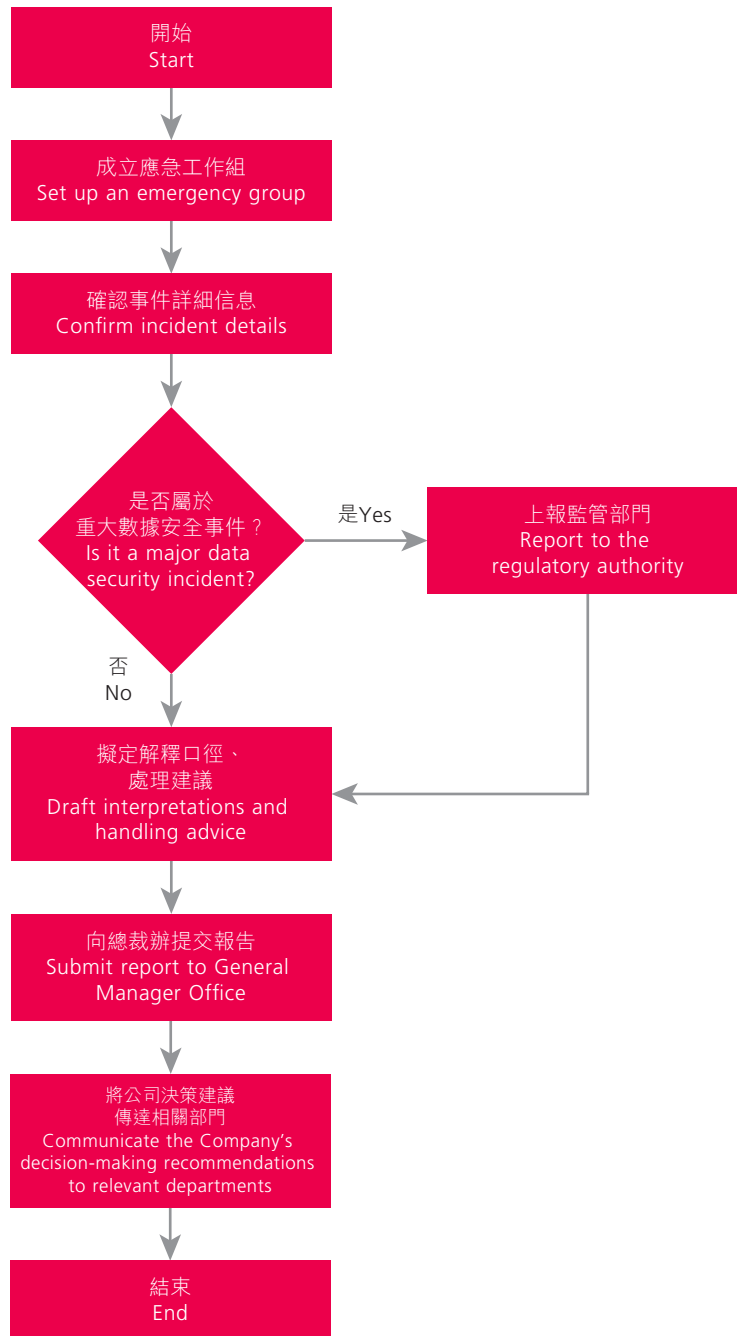 開始
Start
成立應急工作組
Set up an emergency group
確認事件詳細信息
Confirm incident details
是否屬於
重大數據安全事件？
Is it a major data
security incident?
是Yes
上報監管部門
Report to the
regulatory authority
否
No
擬定解釋口徑、
處理建議
Draft interpretations and
handling advice
向總裁辦提交報告
Submit report to General
Manager Office
將公司決策建議
傳達相關部門
Communicate the Company’s
decision-making recommendations
to relevant departments
結束
End